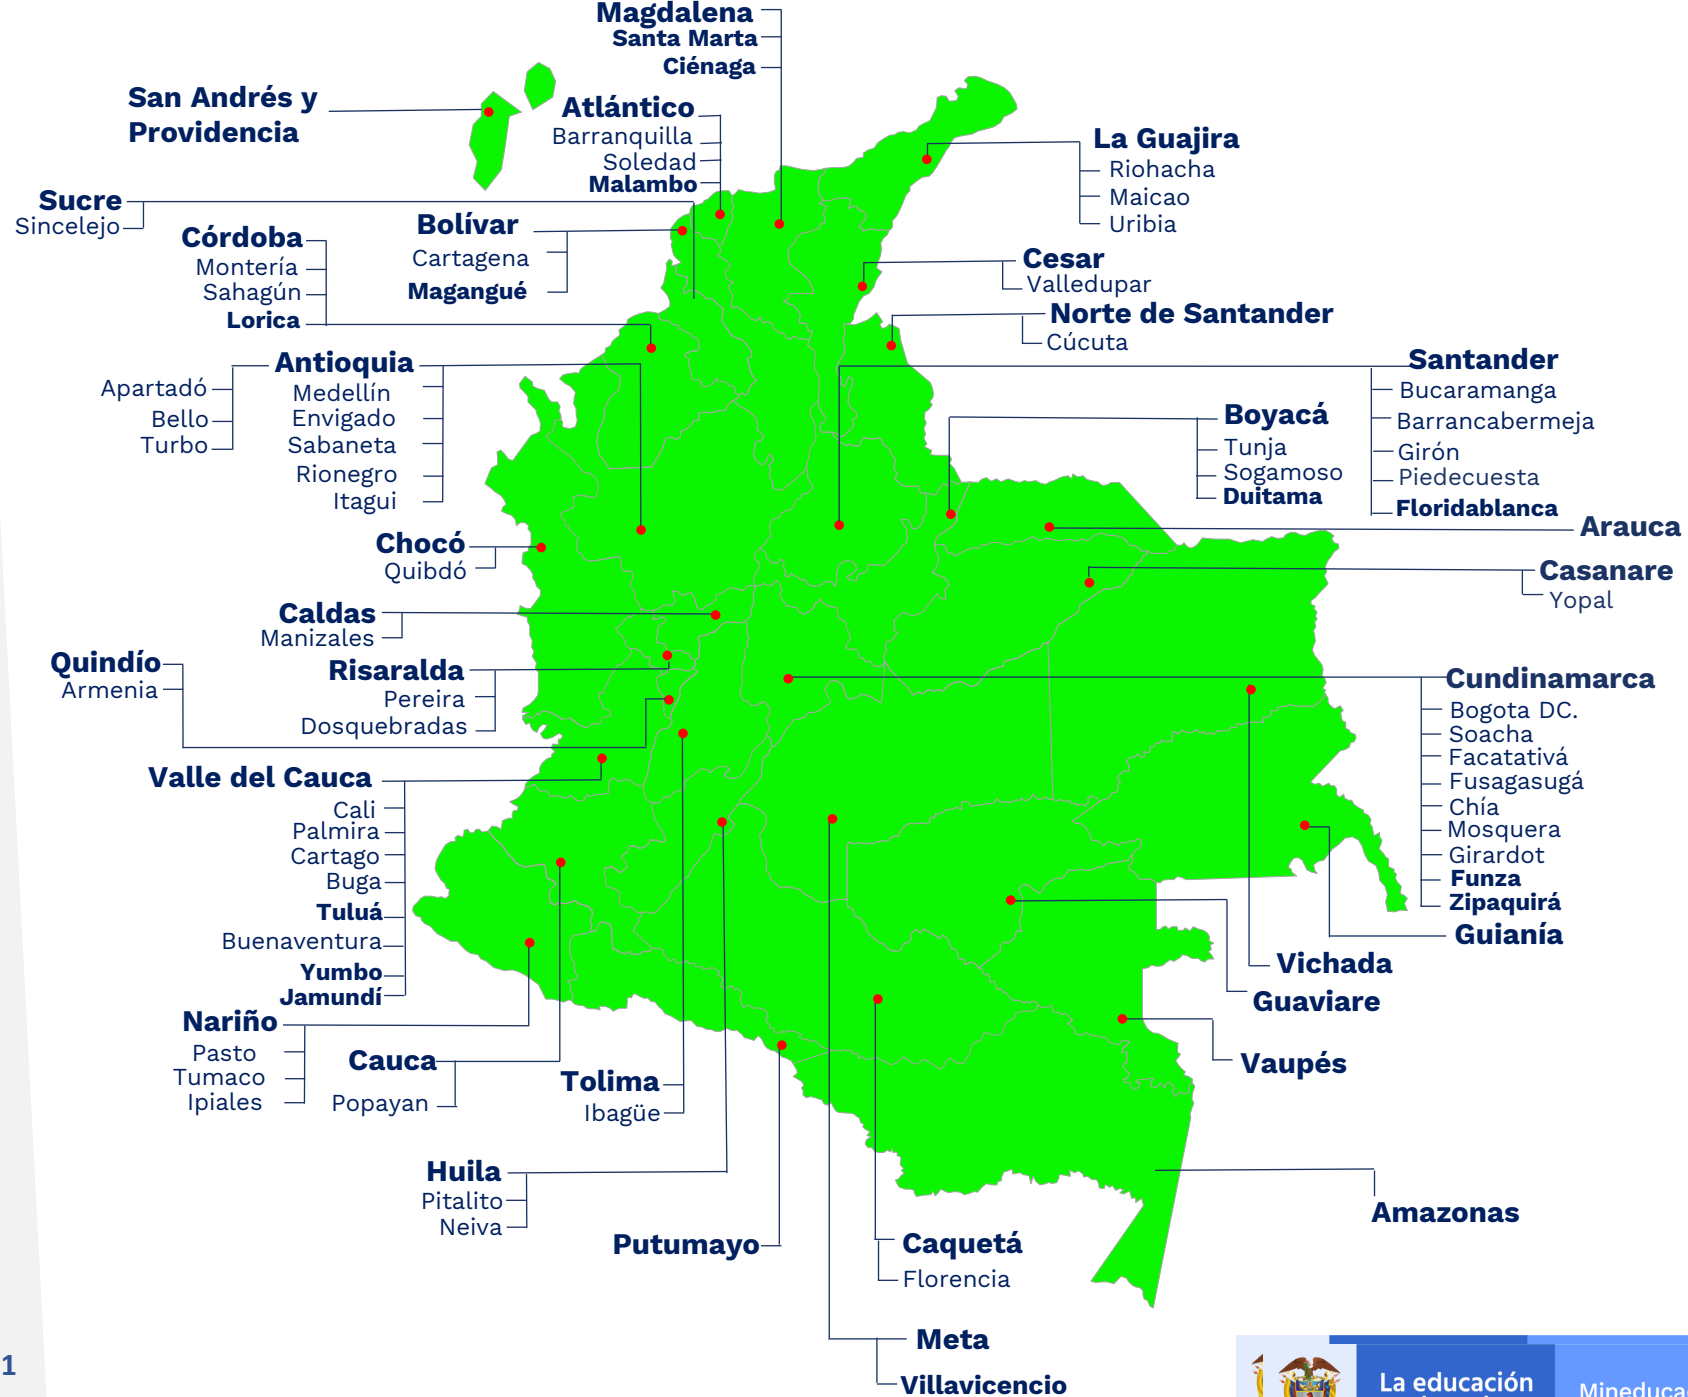 Magdalena
Santa Marta
Ciénaga
San Andrés y
Providencia
Atlántico
Barranquilla
Soledad
Malambo
La Guajira
Riohacha
Maicao
Uribia
Sucre
Sincelejo
Bolívar
Cartagena
Magangué
Córdoba
Montería
Sahagún
Lorica
Cesar
Valledupar
Norte de Santander
Cúcuta
Antioquia
Apartadó
Bello
Turbo
Medellín
Envigado
Sabaneta
Rionegro
Itagui
Santander
Bucaramanga
Barrancabermeja
Girón
Piedecuesta
Floridablanca
Boyacá
Tunja
Sogamoso
Duitama
Arauca
Chocó
Quibdó
Casanare
Yopal
Caldas
Manizales
Quindío
Armenia
Risaralda
Pereira
Dosquebradas
Cundinamarca
Bogota DC.
Soacha
Facatativá
Fusagasugá
Chía
Mosquera
Girardot
Funza
Zipaquirá
Valle del Cauca
Cali
Palmira
Cartago
Buga
Tuluá
Buenaventura
Yumbo
Jamundí
Guianía
Vichada
Guaviare
Vaupés
Nariño
Pasto
Tumaco
Ipiales
Cauca
Popayan
Tolima
Ibagüe
Huila
Pitalito
Neiva
Putumayo
Caquetá
Florencia
Amazonas
Meta
Villavicencio
1
La educación
Mineduca